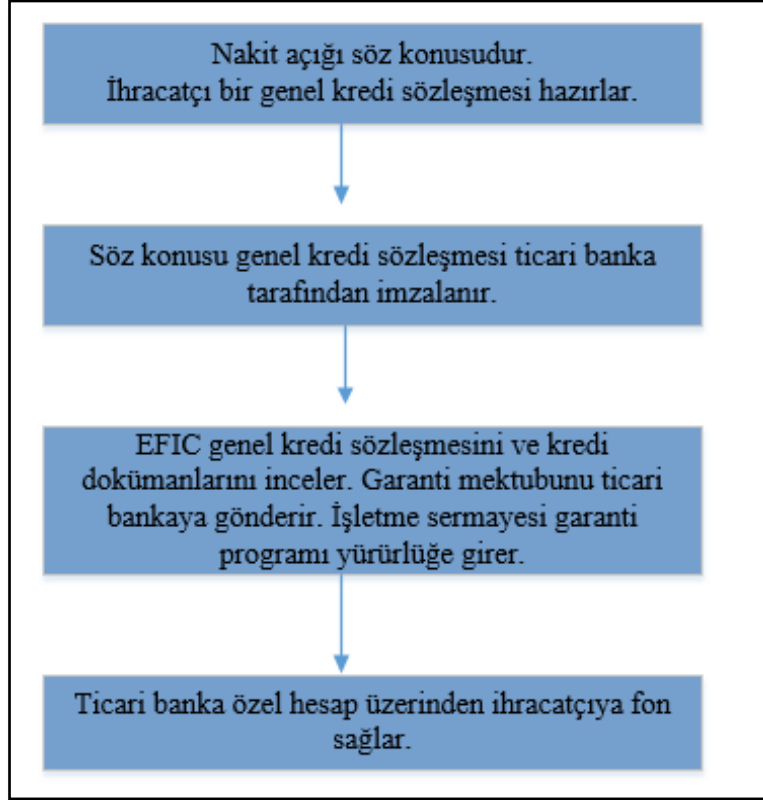 Nakit açığı söz konusudur.
İhracatçı bir genel kredi sözleşmesi hazırlar.
Söz konusu genel kredi sözleşmesi ticari banka
tarafından imzalanır.
EFIC genel kredi sözleşmesini ve kredi
dokümanlarını inceler. Garanti mektubunu ticari
bankaya gönderir. İşletme sermayesi garanti
programı yürürlüğe girer.
Ticari banka özel hesap üzerinden ihracatçıya fon
sağlar.